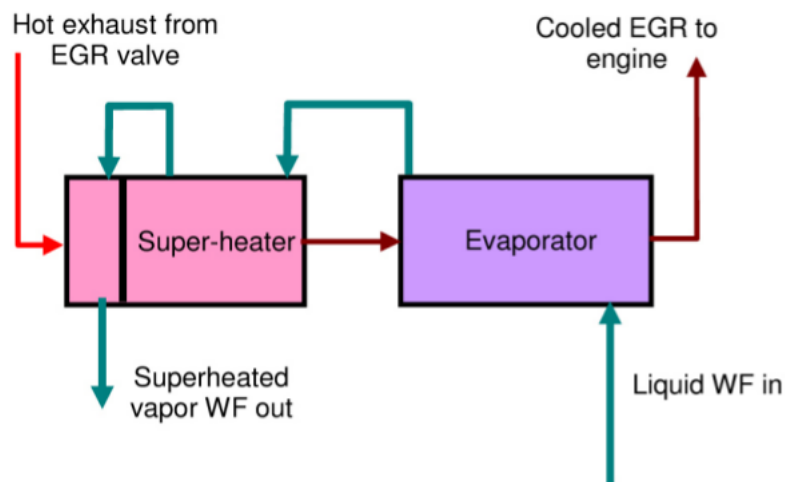 Hot exhaust from
EGR valve
Cooled EGR to
engine
Super-heater
Evaporator
Superheated
vapor WF out
Liquid WF in